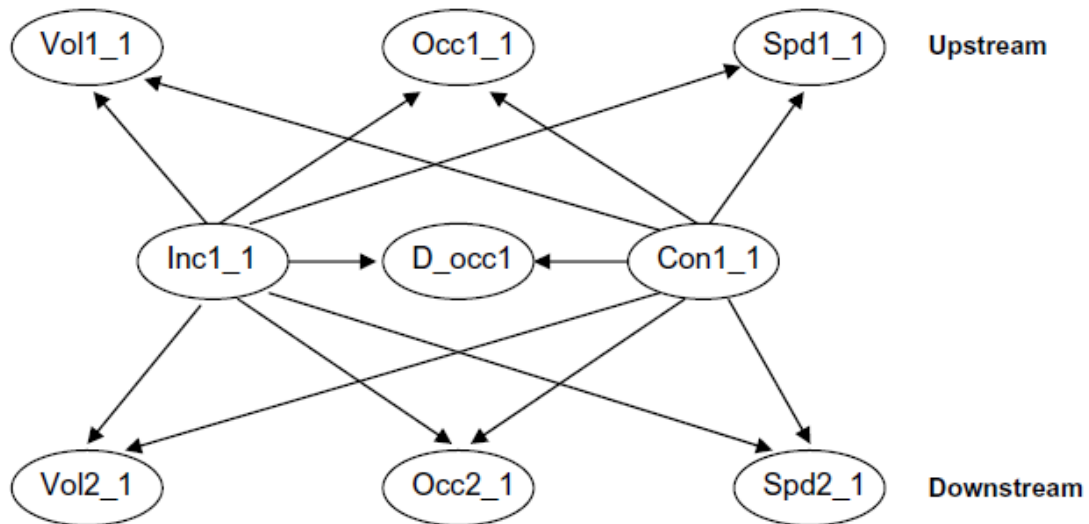 Vol1_1 Occ1_1 Spd1_1 Upstream
Inc1_1 D_occ1 Con1_1
Vol2_1 Occ2_1 Spd2_1 Downstream